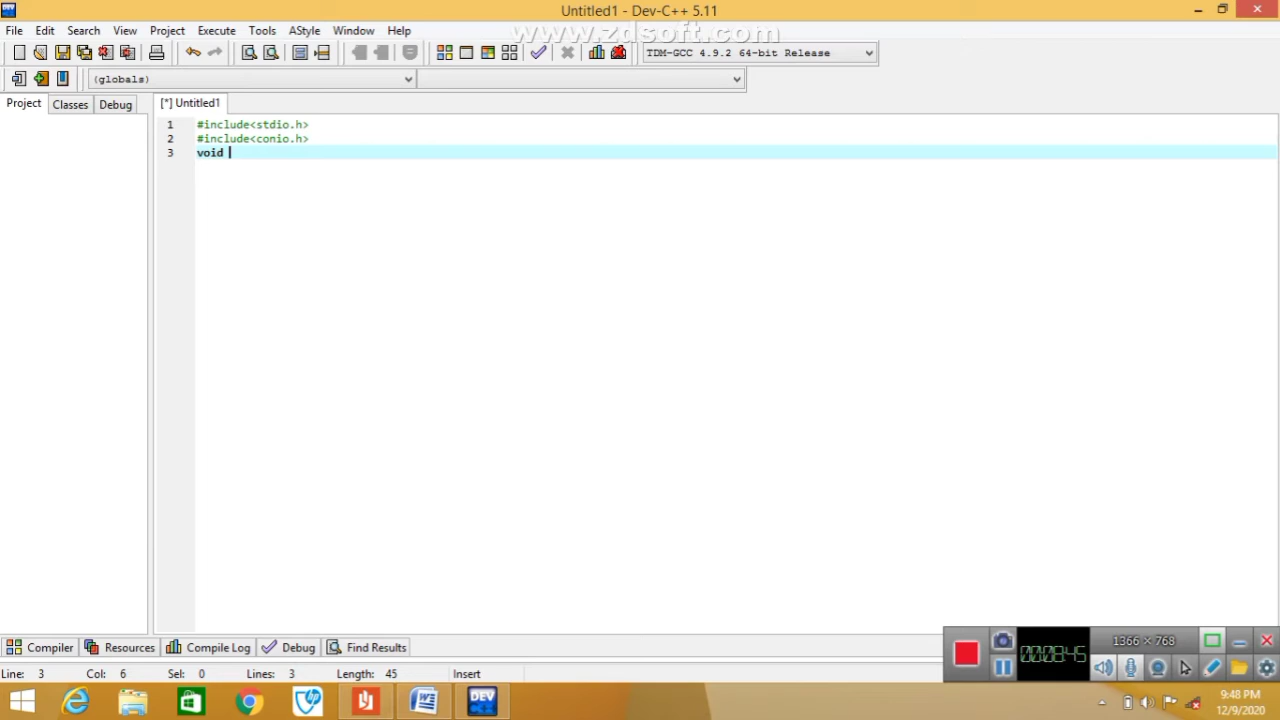 Untitled1 - Dev-C++ 5.11
File Edit Search View Project Execute Tools AStyle Window Help
www.zdsoft.com
TDM-GCC 4.9.2 64-bit Release
(globals)
Project Classes Debug [*] Untitled1
1 #include<stdio.h>
2 #include<conio.h>
3 void
Compiler Resources Compile Log Debug Find Results
1366 × 768
000845
Line: 3 Col: 6 Sel: 0 Lines: 3 Length: 45 Insert
DEV
9:48 PM
12/9/2020